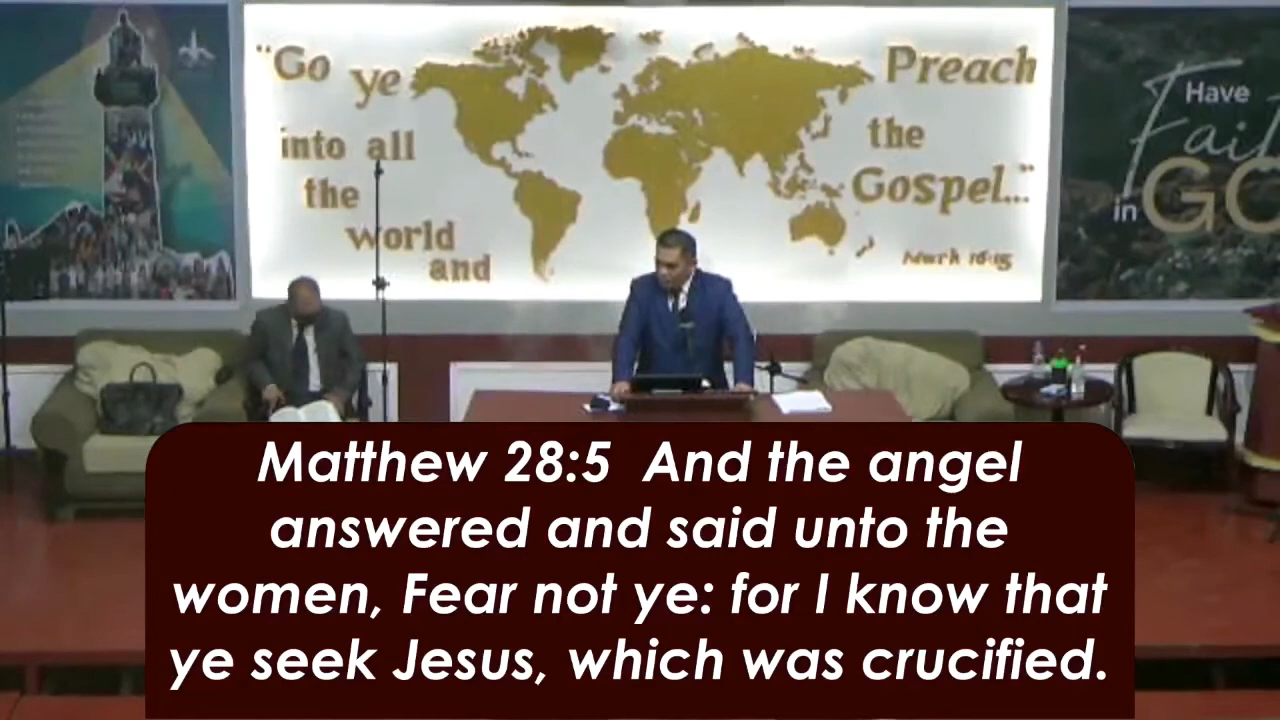 "Go ye
into all
the
world
and
Preach
the
Gospel..."
Mark 16:15
Have
in
Matthew 28:5 And the angel
answered and said unto the
women, Fear not ye: for I know that
ye seek Jesus, which was crucified.